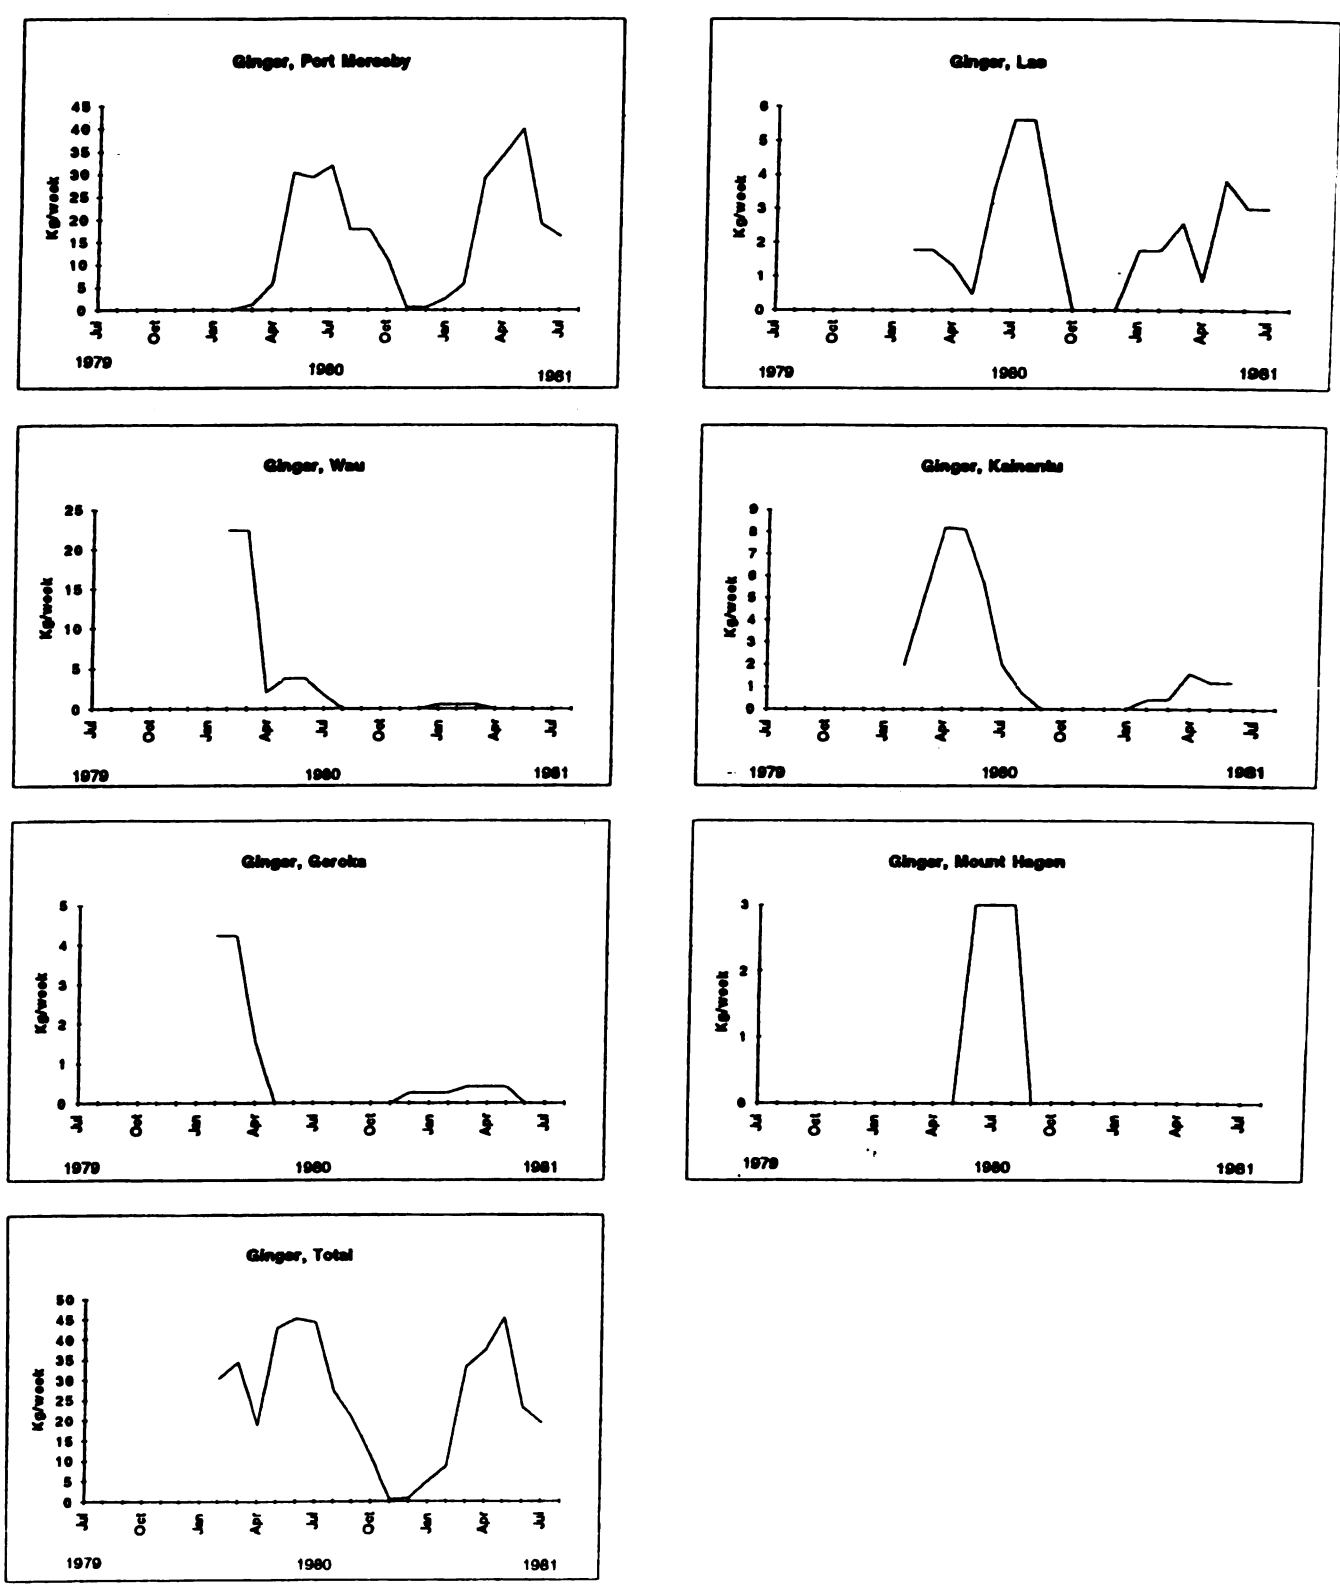 Ginger, Port Moresby
45
40
35
30
25
20
15
10
5
0
Kg/week
Jul Oct Jan Apr Jul Oct Jan Apr Jul
1979 1980 1981
Ginger, Lae
6
5
4
3
2
1
0
Kg/week
Jul Oct Jan Apr Jul Oct Jan Apr Jul
1979 1980 1981
Ginger, Wau
25
20
15
10
5
0
Kg/week
Jul Oct Jan Apr Jul Oct Jan Apr Jul
1979 1980 1981
Ginger, Kainantu
9
8
7
6
5
4
3
2
1
0
Kg/week
Jul Oct Jan Apr Jul Oct Jan Apr Jul
1979 1980 1981
Ginger, Goroka
5
4
3
2
1
0
Kg/week
Jul Oct Jan Apr Jul Oct Jan Apr Jul
1979 1980 1981
Ginger, Mount Hagen
3
2
1
0
Kg/week
Jul Oct Jan Apr Jul Oct Jan Apr Jul
1979 1980 1981
Ginger, Total
50
45
40
35
30
25
20
15
10
5
0
Kg/week
Jul Oct Jan Apr Jul Oct Jan Apr Jul
1979 1980 1981